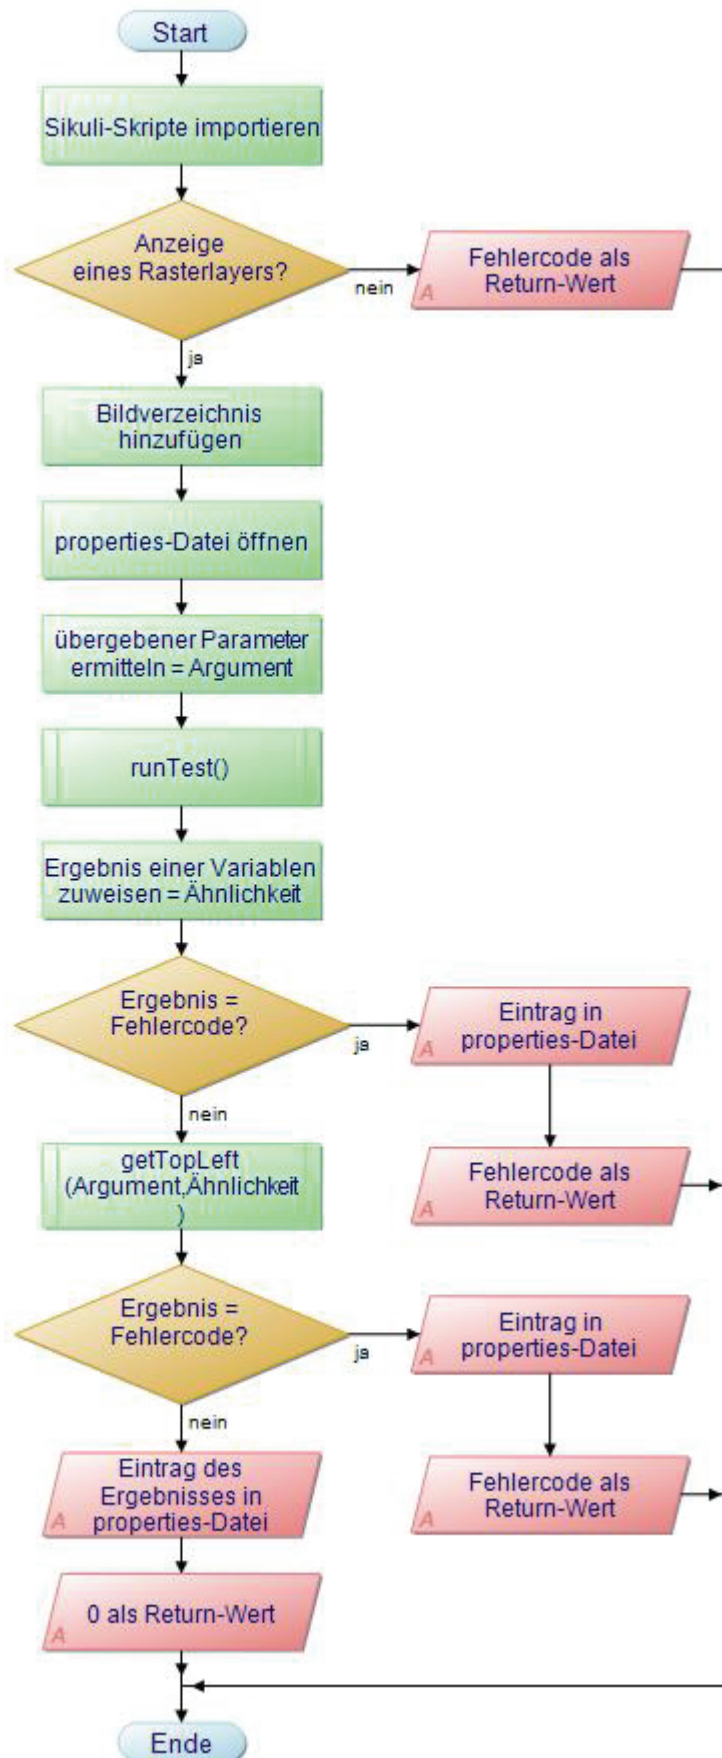 Start
Sikuli-Skripte importieren
Anzeige
eines Rasterlayers?
nein
Fehlercode als
Return-Wert
A
ja
Bildverzeichnis
hinzufügen
properties-Datei öffnen
übergebener Parameter
ermitteln = Argument
runTest()
Ergebnis einer Variablen
zuweisen = Ähnlichkeit
Ergebnis =
Fehlercode?
ja
Eintrag in
properties-Datei
A
nein
getTopLeft
(Argument,Ähnlichkeit
)
Fehlercode als
Return-Wert
A
Ergebnis =
Fehlercode?
ja
Eintrag in
properties-Datei
A
nein
Eintrag des
Ergebnisses in
properties-Datei
A
Fehlercode als
Return-Wert
A
0 als Return-Wert
A
Ende